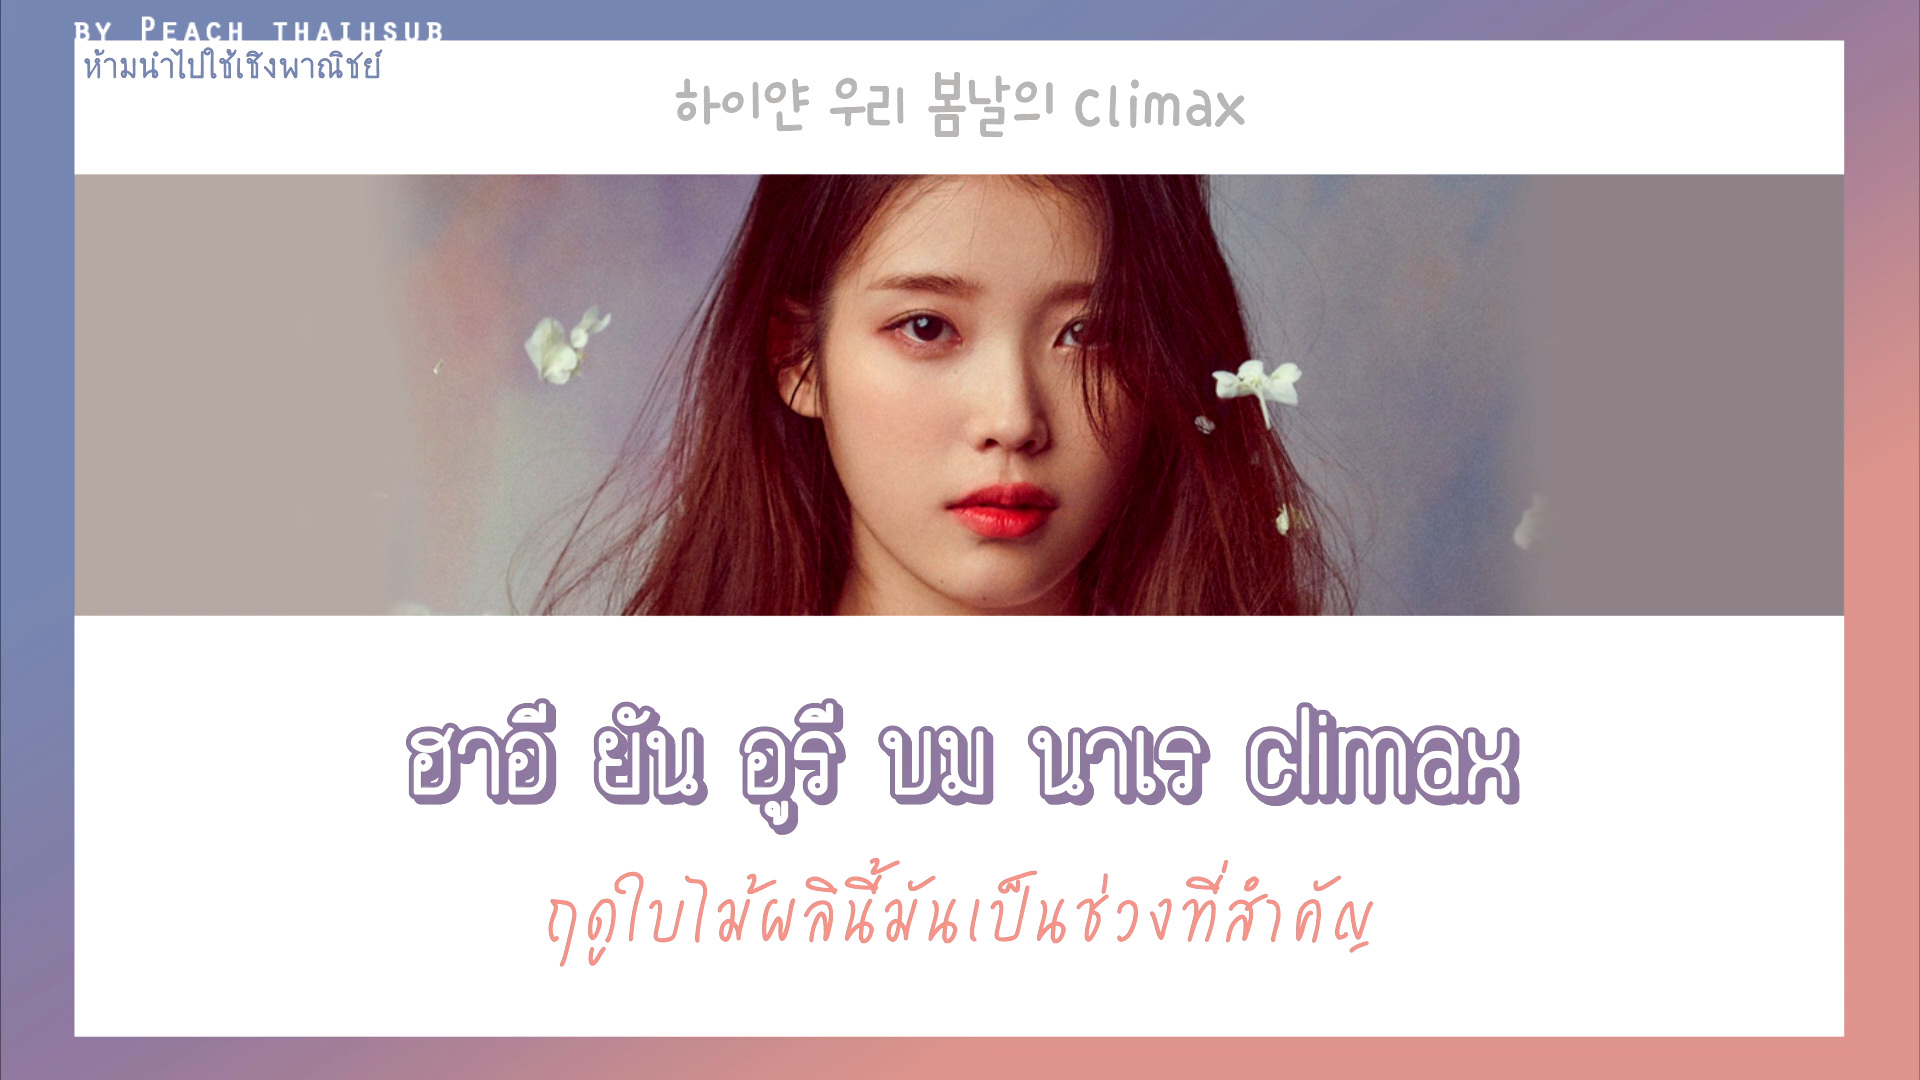 BY PEACH THAIHSUB
ห้ามนำไปใช้เชิงพาณิชย์
하이얀 우리 봄날의 climax
ฮาอี ยัน อูรี บม นาเร climax
ฤดูใบไม้ผลินี้มันเป็นช่วงที่สำคัญ